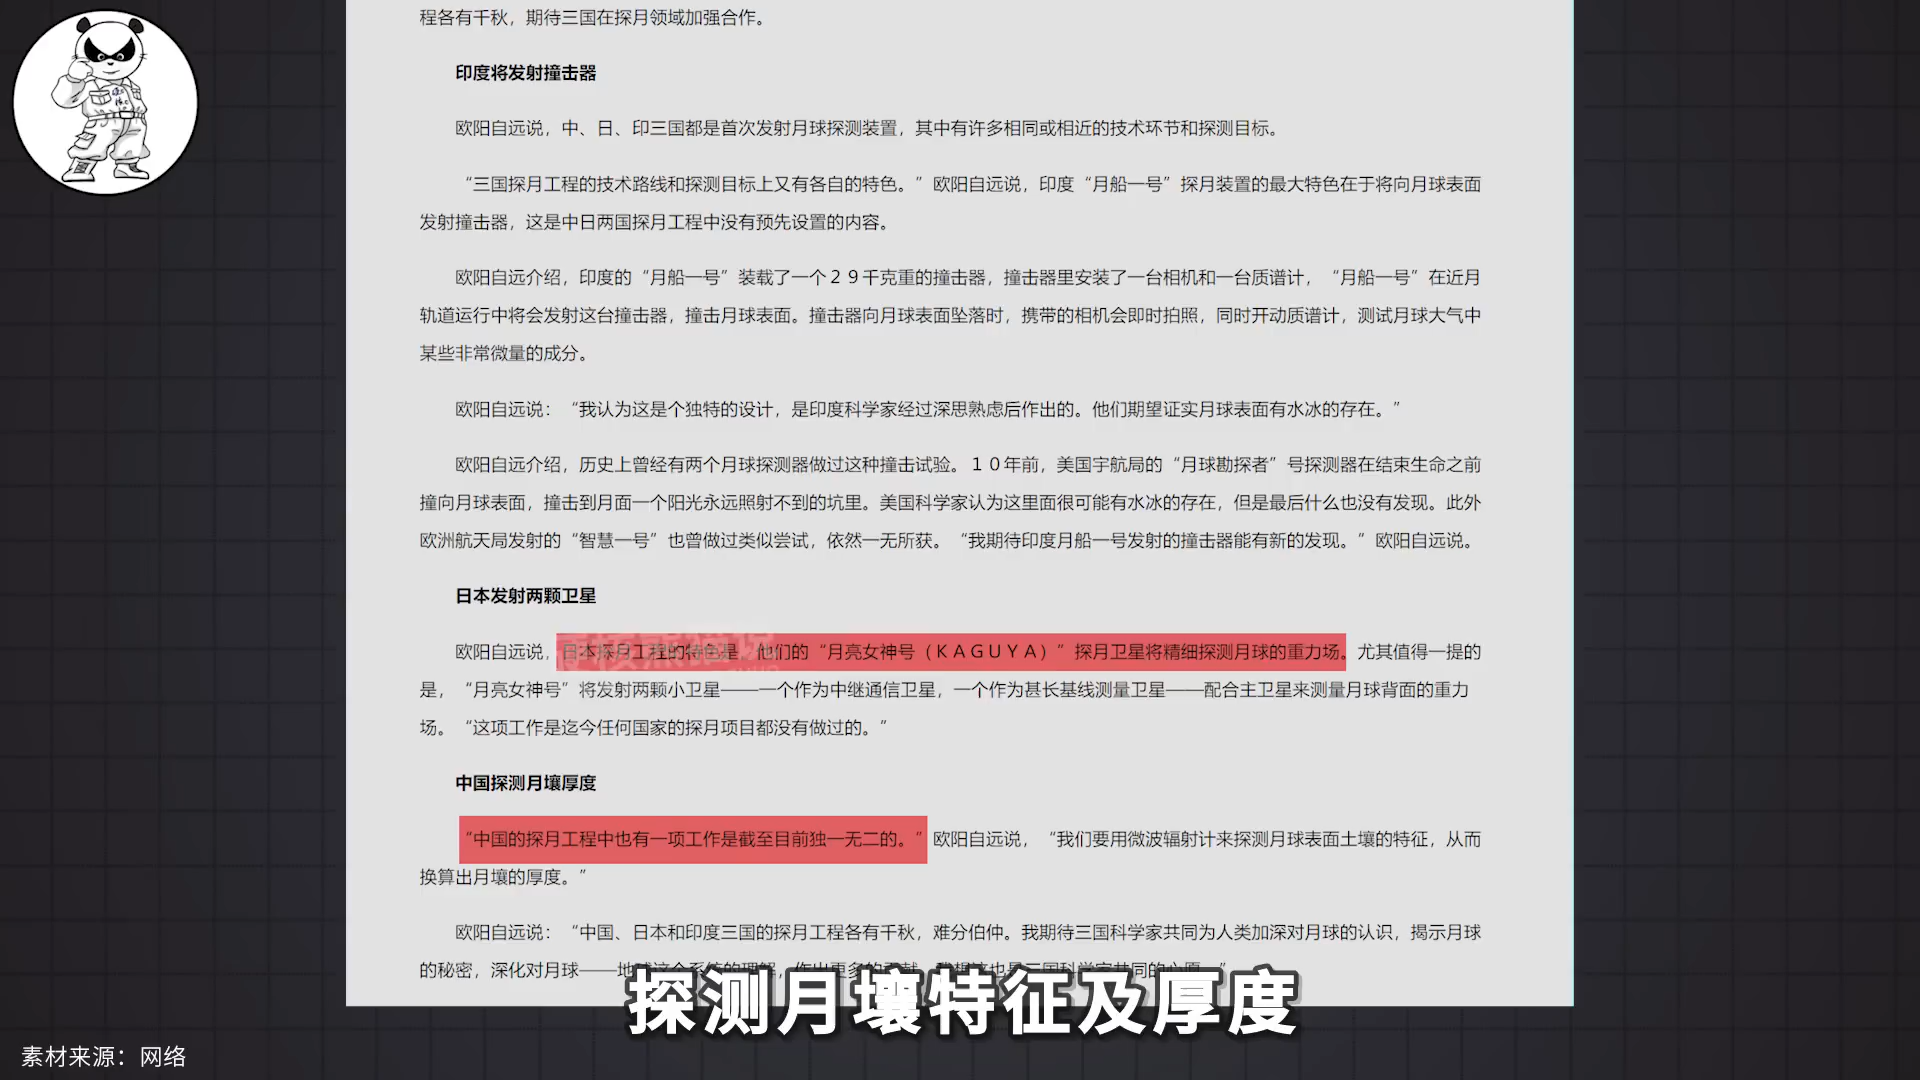 程各有千秋，期待三国在探月领域加强合作。
印度将发射撞击器
欧阳自远说，中、日、印三国都是首次发射月球探测装置，其中有许多相同或相近的技术环节和探测目标。
“三国探月工程的技术路线和探测目标上又有各自的特色。”欧阳自远说，印度“月船一号”探月装置的最大特色在于将向月球表面
发射撞击器，这是中日两国探月工程中没有预先设置的内容。
欧阳自远介绍，印度的“月船一号”装载了一个２９千克重的撞击器，撞击器里安装了一台相机和一台质谱计，“月船一号”在近月
轨道运行中将会发射这台撞击器，撞击月球表面。撞击器向月球表面坠落时，携带的相机会即时拍照，同时开动质谱计，测试月球大气中
某些非常微量的成分。
欧阳自远说：“我认为这是个独特的设计，是印度科学家经过深思熟虑后作出的。他们期望证实月球表面有水冰的存在。”
欧阳自远介绍，历史上曾经有两个月球探测器做过这种撞击试验。１０年前，美国宇航局的“月球勘探者”号探测器在结束生命之前
撞向月球表面，撞击到月面一个阳光永远照射不到的坑里。美国科学家认为这里面很可能有水冰的存在，但是最后什么也没有发现。此外
欧洲航天局发射的“智慧一号”也曾做过类似尝试，依然一无所获。“我期待印度月船一号发射的撞击器能有新的发现。”欧阳自远说。
日本发射两颗卫星
欧阳自远说，日本探月工程的特色是，他们的“月亮女神号（ＫＡＧＵＹＡ）”探月卫星将精细探测月球的重力场。尤其值得一提的
是，“月亮女神号”将发射两颗小卫星——一个作为中继通信卫星，一个作为甚长基线测量卫星——配合主卫星来测量月球背面的重力
场。“这项工作是迄今任何国家的探月项目都没有做过的。”
中国探测月壤厚度
“中国的探月工程中也有一项工作是截至目前独一无二的。”欧阳自远说，“我们要用微波辐射计来探测月球表面土壤的特征，从而
换算出月壤的厚度。”
欧阳自远说：“中国、日本和印度三国的探月工程各有千秋，难分伯仲。我期待三国科学家共同为人类加深对月球的认识，揭示月球
的秘密，深化对月球——地球这个系统的理解，作出更多的贡献。
探测月壤特征及厚度
素材来源：网络